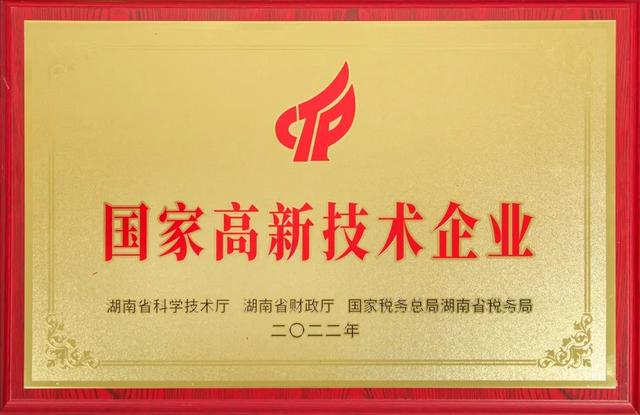 CTP
国家高新技术企业
湖南省科学技术厅 湖南省财政厅 国家税务总局湖南省税务局
二〇二二年